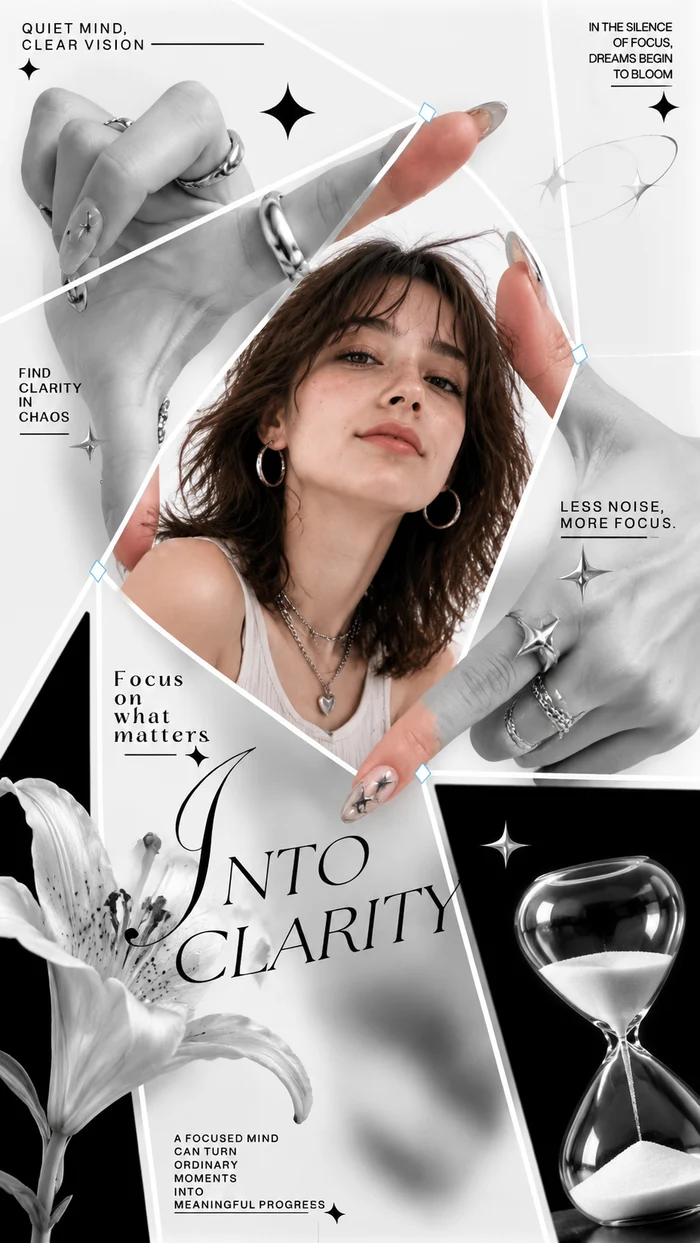 QUIET MIND,
CLEAR VISION
IN THE SILENCE
OF FOCUS,
DREAMS BEGIN
TO BLOOM
FIND
CLARITY
IN
CHAOS
LESS NOISE,
MORE FOCUS.
Focus
on
what
matters
INTO
CLARITY
A FOCUSED MIND
CAN TURN
ORDINARY
MOMENTS
INTO
MEANINGFUL PROGRESS